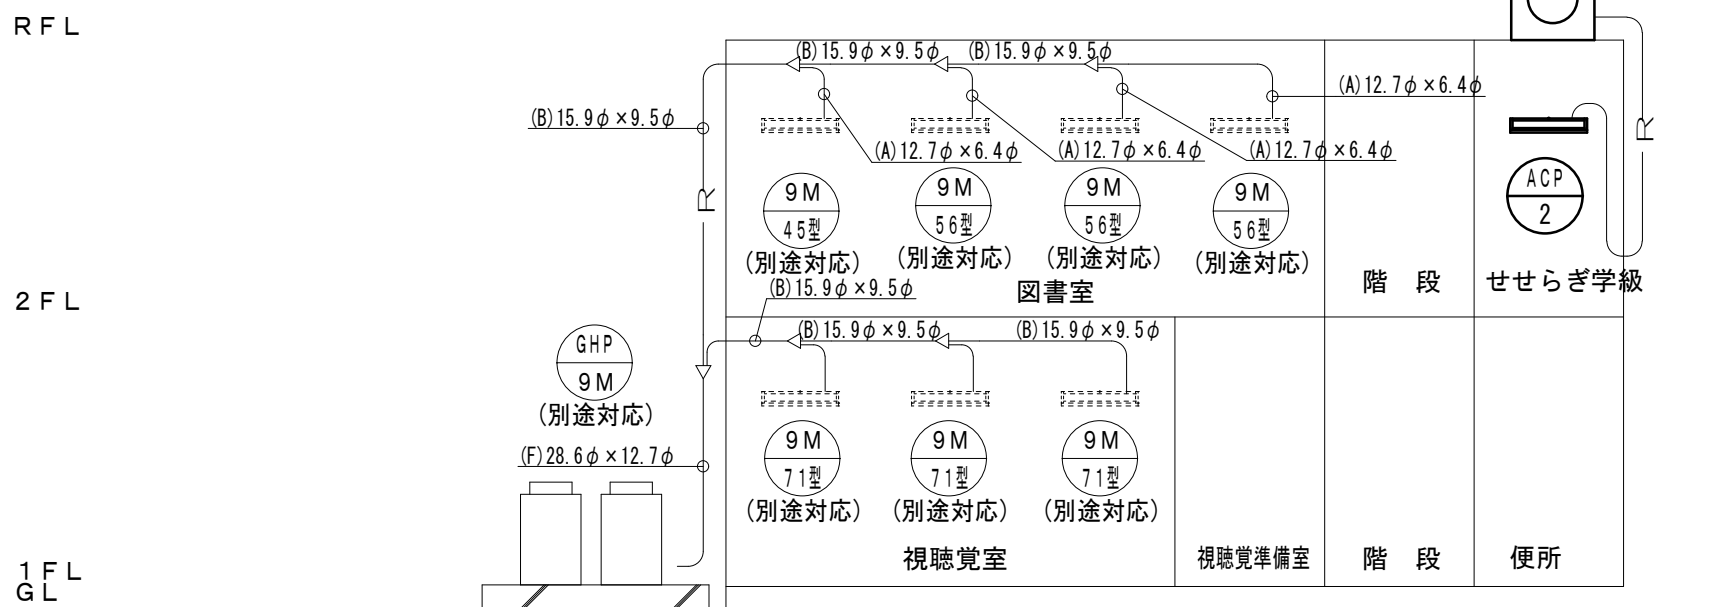 RFL
(B)15.9φ×9.5φ
(B)15.9φ×9.5φ
(A)12.7φ×6.4φ
(B)15.9φ×9.5φ
R
(A)12.7φ×6.4φ
(A)12.7φ×6.4φ
(A)12.7φ×6.4φ
R
9M
45型
(別途対応)
9M
56型
(別途対応)
9M
56型
(別途対応)
9M
56型
(別途対応)
ACP
2
図書室
階 段
せせらぎ学級
2FL
(B)15.9φ×9.5φ
(B)15.9φ×9.5φ
(B)15.9φ×9.5φ
GHP
9M
(別途対応)
(F)28.6φ×12.7φ
9M
71型
(別途対応)
9M
71型
(別途対応)
9M
71型
(別途対応)
視聴覚室
視聴覚準備室
階 段
便所
1FL
GL